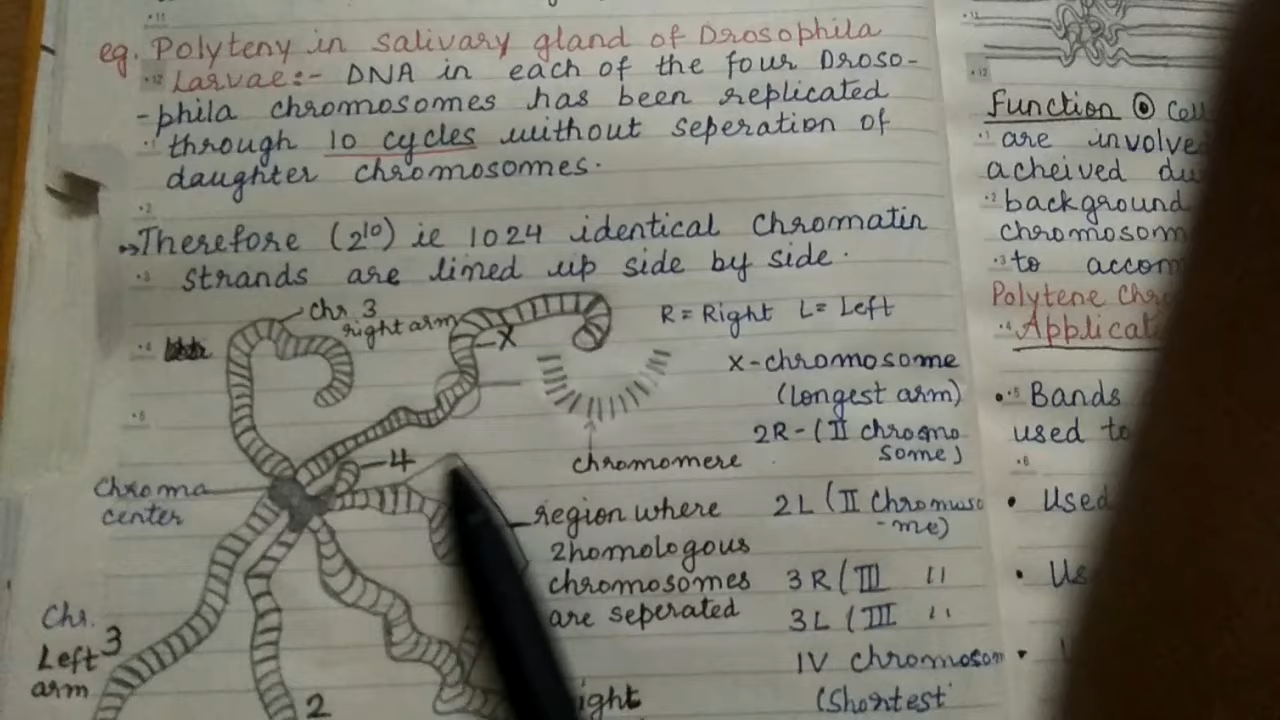 eg. Polyteny in salivary gland of Drosophila
Larvae:- DNA in each of the four Droso-
-phila chromosomes has been replicated
through 10 cycles without seperation of
daughter chromosomes.
Therefore (2^10) ie 1024 identical chromatin
strands are lined up side by side.
Chr 3
right arm
X
R = Right L = Left
X-chromosome
(longest arm)
2R-(II chromo
some)
chromomere
4
Chroma
center
region where
2homologous
chromosomes
are seperated
2L (II Chromoso
-me)
3R (III 11
3L (III 11
IV chromosom
(Shortest
Chr.
Left 3
arm
2
ight
Function
are involve
acheived du
background
chromosom
to accom
Polytene Chr
Applicat
• Bands
used to
• Used
• Us